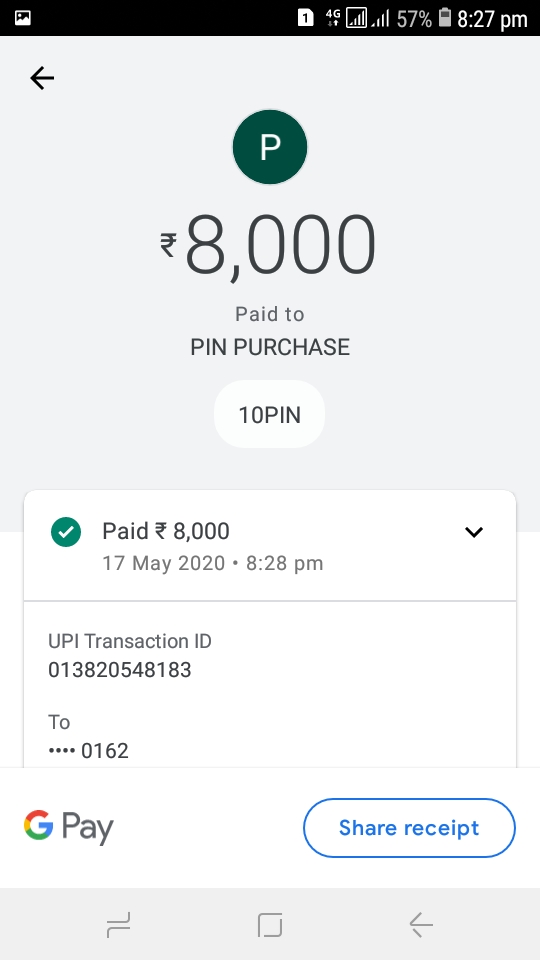 1 4G 57% 8:27 pm
P
₹8,000
Paid to
PIN PURCHASE
10PIN
Paid ₹ 8,000
17 May 2020 • 8:28 pm
UPI Transaction ID
013820548183
To
•••• 0162
G Pay
Share receipt